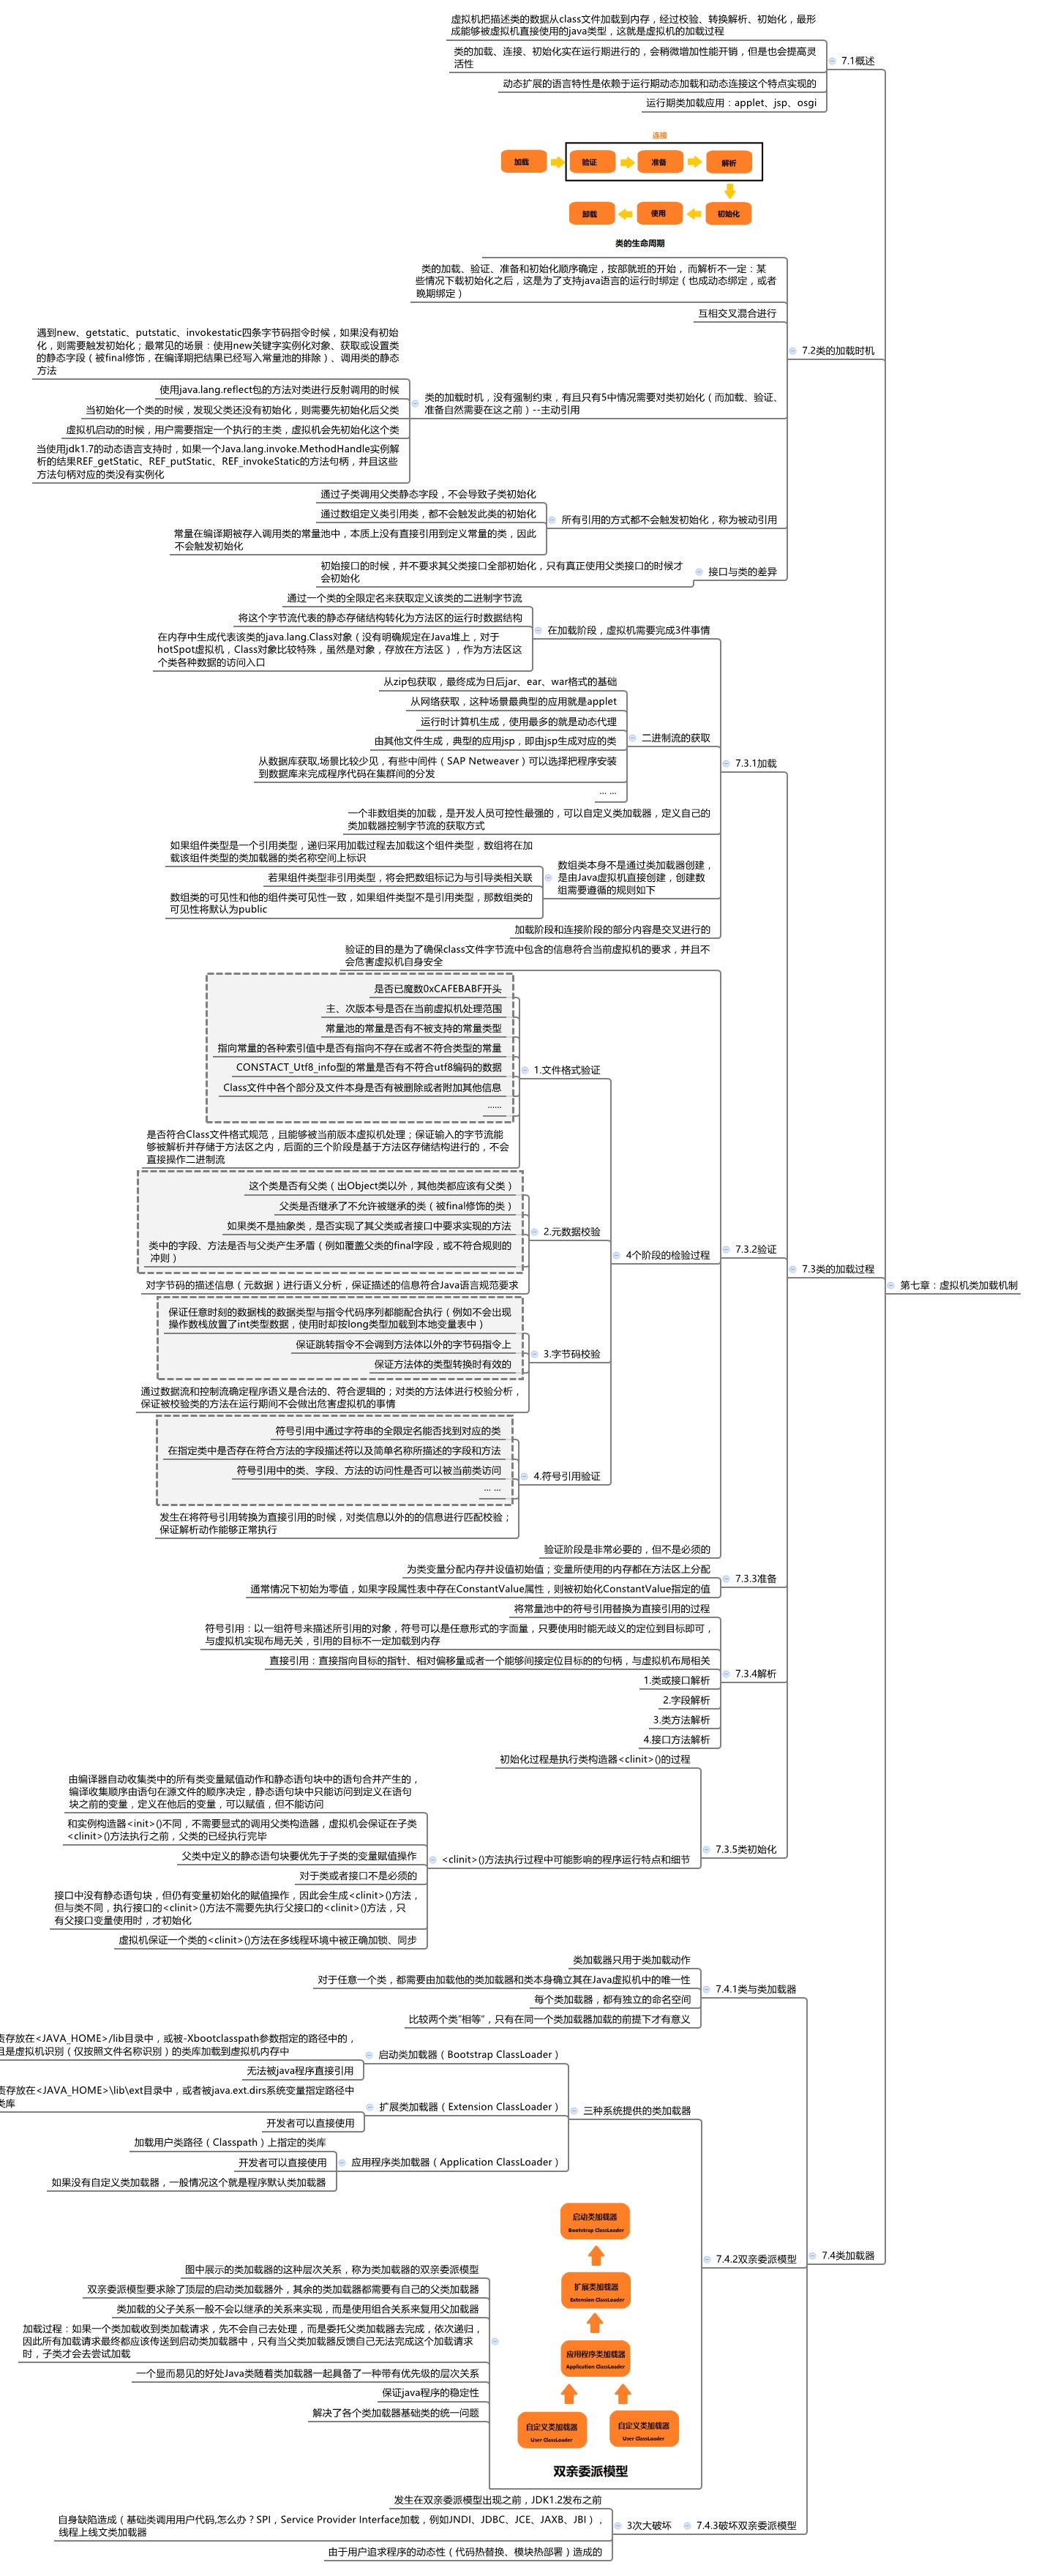 虚拟机把描述类的数据从class文件加载到内存，经过校验、转换解析、初始化，最形
成能够被虚拟机直接使用的java类型，这就是虚拟机的加载过程
类的加载、连接、初始化实在运行期进行的，会稍微增加性能开销，但是也会提高灵
活性
动态扩展的语言特性是依赖于运行期动态加载和动态连接这个特点实现的
运行期类加载应用：applet、jsp、osgi
7.1概述
连接
加载
验证
准备
解析
卸载
使用
初始化
类的生命周期
类的加载、验证、准备和初始化顺序确定，按部就班的开始，而解析不一定：某
些情况下载初始化之后，这是为了支持java语言的运行时绑定（也成动态绑定，或者
晚期绑定）
互相交叉混合进行
7.2类的加载时机
遇到new、getstatic、putstatic、invokestatic四条字节码指令时候，如果没有初始
化，则需要触发初始化；最常见的场景：使用new关键字实例化对象、获取或设置类
的静态字段（被final修饰，在编译期把结果已经写入常量池的排除）、调用类的静态
方法
使用java.lang.reflect包的方法对类进行反射调用的时候
当初始化一个类的时候，发现父类还没有初始化，则需要先初始化后父类
虚拟机启动的时候，用户需要指定一个执行的主类，虚拟机会先初始化这个类
当使用jdk1.7的动态语言支持时，如果一个Java.lang.invoke.MethodHandle实例解
析的结果REF_getStatic、REF_putStatic、REF_invokeStatic的方法句柄，并且这些
方法句柄对应的类没有实例化
类的加载时机，没有强制约束，有且只有5中情况需要对类初始化（而加载、验证、
准备自然需要在这之前）--主动引用
通过子类调用父类静态字段，不会导致子类初始化
通过数组定义类引用类，都不会触发此类的初始化
常量在编译期被存入调用类的常量池中，本质上没有直接引用到定义常量的类，因此
不会触发初始化
所有引用的方式都不会触发初始化，称为被动引用
初始接口的时候，并不要求其父类接口全部初始化，只有真正使用父类接口的时候才
会初始化
接口与类的差异
通过一个类的全限定名来获取定义该类的二进制字节流
将这个字节流代表的静态存储结构转化为方法区的运行时数据结构
在内存中生成代表该类的java.lang.Class对象（没有明确规定在Java堆上，对于
hotSpot虚拟机，Class对象比较特殊，虽然是对象，存放在方法区），作为方法区这
个类各种数据的访问入口
在加载阶段，虚拟机需要完成3件事情
从zip包获取，最终成为日后jar、ear、war格式的基础
从网络获取，这种场景最典型的应用就是applet
运行时计算机生成，使用最多的就是动态代理
由其他文件生成，典型的应用jsp，即由jsp生成对应的类
从数据库获取,场景比较少见，有些中间件（SAP Netweaver）可以选择把程序安装
到数据库来完成程序代码在集群间的分发
... ...
二进制流的获取
7.3.1加载
一个非数组类的加载，是开发人员可控性最强的，可以自定义类加载器，定义自己的
类加载器控制字节流的获取方式
如果组件类型是一个引用类型，递归采用加载过程去加载这个组件类型，数组将在加
载该组件类型的类加载器的类名称空间上标识
若果组件类型非引用类型，将会把数组标记为与引导类相关联
数组类的可见性和他的组件类可见性一致，如果组件类型不是引用类型，那数组类的
可见性将默认为public
数组类本身不是通过类加载器创建，
是由Java虚拟机直接创建，创建数
组需要遵循的规则如下
加载阶段和连接阶段的部分内容是交叉进行的
验证的目的是为了确保class文件字节流中包含的信息符合当前虚拟机的要求，并且不
会危害虚拟机自身安全
是否已魔数0xCAFEBABF开头
主、次版本号是否在当前虚拟机处理范围
常量池的常量是否有不被支持的常量类型
指向常量的各种索引值中是否有指向不存在或者不符合类型的常量
CONSTACT_Utf8_info型的常量是否有不符合utf8编码的数据
Class文件中各个部分及文件本身是否有被删除或者附加其他信息
......
1.文件格式验证
是否符合Class文件格式规范，且能够被当前版本虚拟机处理；保证输入的字节流能
够被解析并存储于方法区之内，后面的三个阶段是基于方法区存储结构进行的，不会
直接操作二进制流
这个类是否有父类（出Object类以外，其他类都应该有父类）
父类是否继承了不允许被继承的类（被final修饰的类）
如果类不是抽象类，是否实现了其父类或者接口中要求实现的方法
类中的字段、方法是否与父类产生矛盾（例如覆盖父类的final字段，或不符合规则的
冲则）
2.元数据校验
对字节码的描述信息（元数据）进行语义分析，保证描述的信息符合Java语言规范要求
4个阶段的检验过程
7.3.2验证
7.3类的加载过程
第七章：虚拟机类加载机制
保证任意时刻的数据栈的数据类型与指令代码序列都能配合执行（例如不会出现
操作数栈放置了int类型数据，使用时却按long类型加载到本地变量表中）
保证跳转指令不会调到方法体以外的字节码指令上
保证方法体的类型转换时有效的
3.字节码校验
通过数据流和控制流确定程序语义是合法的、符合逻辑的；对类的方法体进行校验分析，
保证被校验类的方法在运行期间不会做出危害虚拟机的事情
符号引用中通过字符串的全限定名能否找到对应的类
在指定类中是否存在符合方法的字段描述符以及简单名称所描述的字段和方法
符号引用中的类、字段、方法的访问性是否可以被当前类访问
... ...
4.符号引用验证
发生在将符号引用转换为直接引用的时候，对类信息以外的的信息进行匹配校验；
保证解析动作能够正常执行
验证阶段是非常必要的，但不是必须的
为类变量分配内存并设值初始值；变量所使用的内存都在方法区上分配
通常情况下初始为零值，如果字段属性表中存在ConstantValue属性，则被初始化ConstantValue指定的值
7.3.3准备
将常量池中的符号引用替换为直接引用的过程
符号引用：以一组符号来描述所引用的对象，符号可以是任意形式的字面量，只要使用时能无歧义的定位到目标即可，
与虚拟机实现布局无关，引用的目标不一定加载到内存
直接引用：直接指向目标的指针、相对偏移量或者一个能够间接定位目标的的句柄，与虚拟机布局相关
1.类或接口解析
2.字段解析
3.类方法解析
4.接口方法解析
7.3.4解析
初始化过程是执行类构造器<clinit>()的过程
由编译器自动收集类中的所有类变量赋值动作和静态语句块中的语句合并产生的，
编译收集顺序由语句在源文件的顺序决定，静态语句块中只能访问到定义在语句
块之前的变量，定义在他后的变量，可以赋值，但不能访问
和实例构造器<init>()不同，不需要显式的调用父类构造器，虚拟机会保证在子类
<clinit>()方法执行之前，父类的已经执行完毕
父类中定义的静态语句块要优先于子类的变量赋值操作
对于类或者接口不是必须的
接口中没有静态语句块，但仍有变量初始化的赋值操作，因此会生成<clinit>()方法，
但与类不同，执行接口的<clinit>()方法不需要先执行父接口的<clinit>()方法，只
有父接口变量使用时，才初始化
虚拟机保证一个类的<clinit>()方法在多线程环境中被正确加锁、同步
<clinit>()方法执行过程中可能影响的程序运行特点和细节
7.3.5类初始化
类加载器只用于类加载动作
对于任意一个类，都需要由加载他的类加载器和类本身确立其在Java虚拟机中的唯一性
每个类加载器，都有独立的命名空间
比较两个类“相等”，只有在同一个类加载器加载的前提下才有意义
7.4.1类与类加载器
责存放在<JAVA_HOME>/lib目录中，或被-Xbootclasspath参数指定的路径中的，
且是虚拟机识别（仅按照文件名称识别）的类库加载到虚拟机内存中
无法被java程序直接引用
启动类加载器（Bootstrap ClassLoader）
责存放在<JAVA_HOME>\lib\ext目录中，或者被java.ext.dirs系统变量指定路径中
类库
开发者可以直接使用
扩展类加载器（Extension ClassLoader）
加载用户类路径（Classpath）上指定的类库
开发者可以直接使用
如果没有自定义类加载器，一般情况这个就是程序默认类加载器
应用程序类加载器（Application ClassLoader）
三种系统提供的类加载器
启动类加载器
Bootstrap ClassLoader
扩展类加载器
Extension ClassLoader
应用程序类加载器
Application ClassLoader
自定义类加载器
User ClassLoader
自定义类加载器
User ClassLoader
双亲委派模型
图中展示的类加载器的这种层次关系，称为类加载器的双亲委派模型
双亲委派模型要求除了顶层的启动类加载器外，其余的类加载器都需要有自己的父类加载器
类加载的父子关系一般不会以继承的关系来实现，而是使用组合关系来复用父加载器
加载过程：如果一个类加载收到类加载请求，先不会自己去处理，而是委托父类加载器去完成，依次递归，
因此所有加载请求最终都应该传送到启动类加载器中，只有当父类加载器反馈自己无法完成这个加载请求
时，子类才会去尝试加载
一个显而易见的好处Java类随着类加载器一起具备了一种带有优先级的层次关系
保证java程序的稳定性
解决了各个类加载器基础类的统一问题
7.4.2双亲委派模型
7.4类加载器
发生在双亲委派模型出现之前，JDK1.2发布之前
自身缺陷造成（基础类调用用户代码,怎么办？SPI，Service Provider Interface加载，例如JNDI、JDBC、JCE、JAXB、JBI），
线程上线文类加载器
由于用户追求程序的动态性（代码热替换、模块热部署）造成的
3次大破坏
7.4.3破坏双亲委派模型